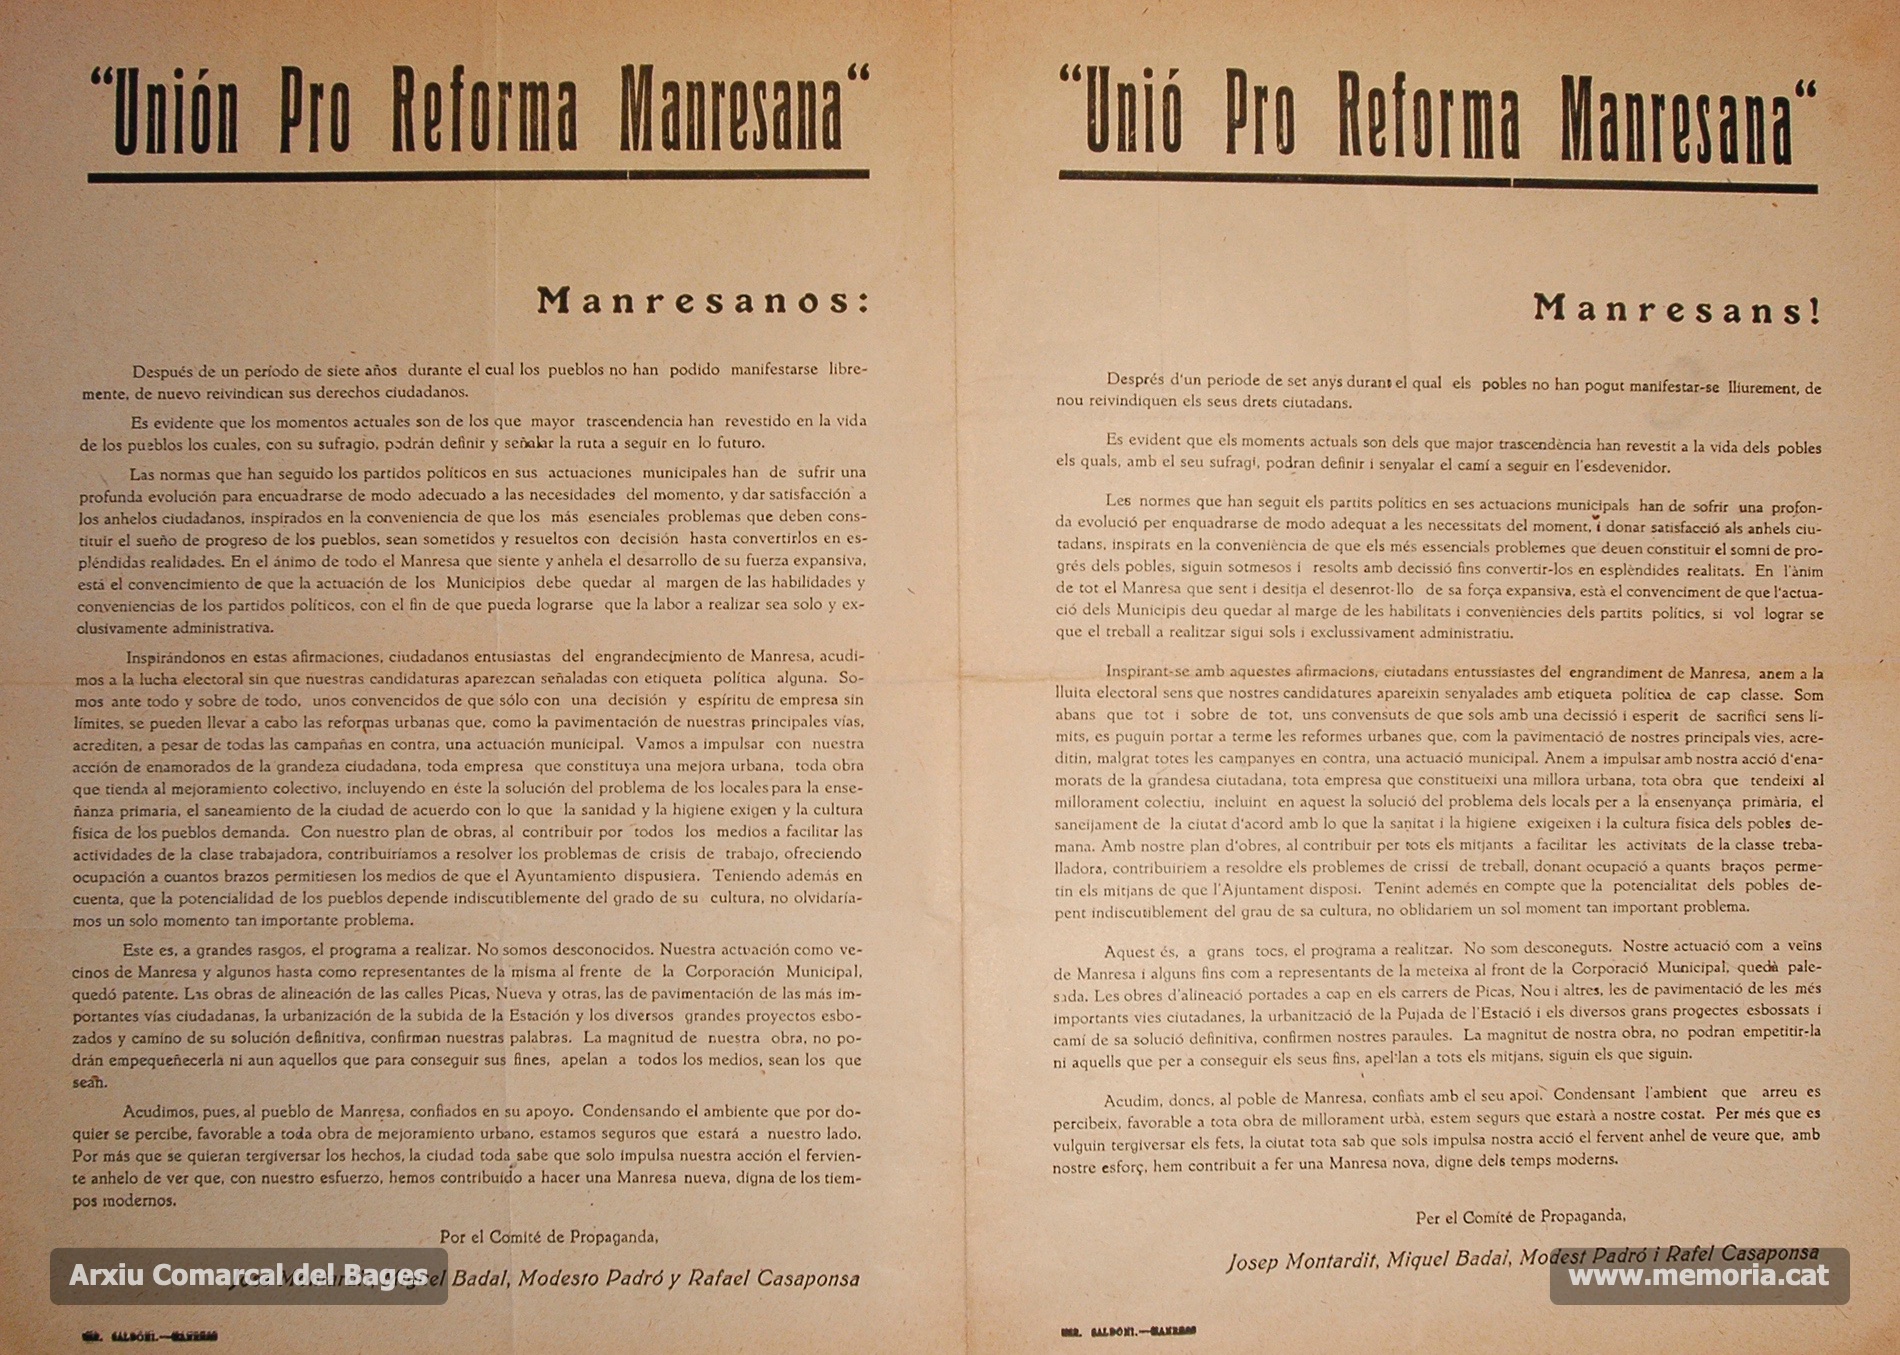 “Unión Pro Reforma Manresana“
Manresanos:
Después de un período de siete años durante el cual los pueblos no han podido manifestarse libre-
mente, de nuevo reivindican sus derechos ciudadanos.
Es evidente que los momentos actuales son de los que mayor trascendencia han revestido en la vida
de los pueblos los cuales, con su sufragio, podrán definir y señalar la ruta a seguir en lo futuro.
Las normas que han seguido los partidos políticos en sus actuaciones municipales han de sufrir una
profunda evolución para encuadrarse de modo adecuado a las necesidades del momento, y dar satisfacción a
los anhelos ciudadanos, inspirados en la conveniencia de que los más esenciales problemas que deben cons-
tituir el sueño de progreso de los pueblos, sean sometidos y resueltos con decisión hasta convertirlos en es-
pléndidas realidades. En el ánimo de todo el Manresa que siente y anhela el desarrollo de su fuerza expansiva,
está el convencimiento de que la actuación de los Municipios debe quedar al margen de las habilidades y
conveniencias de los partidos políticos, con el fin de que pueda lograrse que la labor a realizar sea solo y ex-
clusivamente administrativa.
Inspirándonos en estas afirmaciones, ciudadanos entusiastas del engrandecimiento de Manresa, acudi-
mos a la lucha electoral sin que nuestras candidaturas aparezcan señaladas con etiqueta política alguna. So-
mos ante todo y sobre de todo, unos convencidos de que sólo con una decisión y espíritu de empresa sin
límites, se pueden llevar a cabo las reformas urbanas que, como la pavimentación de nuestras principales vías,
acrediten, a pesar de todas las campañas en contra, una actuación municipal. Vamos a impulsar con nuestra
acción de enamorados de la grandeza ciudadana, toda empresa que constituya una mejora urbana, toda obra
que tienda al mejoramiento colectivo, incluyendo en éste la solución del problema de los locales para la ense-
ñanza primaria, el saneamiento de la ciudad de acuerdo con lo que la sanidad y la higiene exigen y la cultura
física de los pueblos demanda. Con nuestro plan de obras, al contribuir por todos los medios a facilitar las
actividades de la clase trabajadora, contribuiríamos a resolver los problemas de crisis de trabajo, ofreciendo
ocupación a cuantos brazos permitiesen los medios de que el Ayuntamiento dispusiera. Teniendo además en
cuenta, que la potencialidad de los pueblos depende indiscutiblemente del grado de su cultura, no olvidaría-
mos un solo momento tan importante problema.
Este es, a grandes rasgos, el programa a realizar. No somos desconocidos. Nuestra actuación como ve-
cinos de Manresa y algunos hasta como representantes de la misma al frente de la Corporación Municipal,
quedó patente. Las obras de alineación de las calles Picas, Nueva y otras, las de pavimentación de las más im-
portantes vías ciudadanas, la urbanización de la subida de la Estación y los diversos grandes proyectos esbo-
zados y camino de su solución definitiva, confirman nuestras palabras. La magnitud de nuestra obra, no po-
drán empequeñecerla ni aun aquellos que para conseguir sus fines, apelan a todos los medios, sean los que
sean.
Acudimos, pues, al pueblo de Manresa, confiados en su apoyo. Condensando el ambiente que por do-
quier se percibe, favorable a toda obra de mejoramiento urbano, estamos seguros que estará a nuestro lado.
Por más que se quieran tergiversar los hechos, la ciudad toda sabe que solo impulsa nuestra acción el fervien-
te anhelo de ver que, con nuestro esfuerzo, hemos contribuído a hacer una Manresa nueva, digna de los tiem-
pos modernos.
Por el Comité de Propaganda,
Badal, Modesto Padró y Rafael Casaponsa
Arxiu Comarcal del Bages
IMP. SALDONI.—MANRESA
“Unió Pro Reforma Manresana“
Manresans!
Després d'un periode de set anys durant el qual els pobles no han pogut manifestar-se lliurement, de
nou reivindiquen els seus drets ciutadans.
Es evident que els moments actuals son dels que major trascendència han revestit a la vida dels pobles
els quals, amb el seu sufragi, podran definir i senyalar el camí a seguir en l'esdevenidor.
Les normes que han seguit els partits polítics en ses actuacions municipals han de sofrir una profon-
da evolució per enquadrarse de modo adequat a les necessitats del moment, i donar satisfacció als anhels ciu-
tadans, inspirats en la conveniència de que els més essencials problemes que deuen constituir el somni de pro-
grés dels pobles, siguin sotmesos i resolts amb decissió fins convertir-los en esplèndides realitats. En l'ànim
de tot el Manresa que sent i desitja el desenrot-llo de sa força expansiva, està el convenciment de que l'actua-
ció dels Municipis deu quedar al marge de les habilitats i conveniències dels partits polítics, si vol lograr se
que el treball a realitzar sigui sols i exclussivament administratiu.
Inspirant-se amb aquestes afirmacions, ciutadans entussiastes del engrandiment de Manresa, anem a la
lluita electoral sens que nostres candidatures apareixin senyalades amb etiqueta política de cap classe. Som
abans que tot i sobre de tot, uns convensuts de que sols amb una decissió i esperit de sacrifici sens lí-
mits, es puguin portar a terme les reformes urbanes que, com la pavimentació de nostres principals vies, acre-
ditin, malgrat totes les campanyes en contra, una actuació municipal. Anem a impulsar amb nostra acció d'ena-
morats de la grandesa ciutadana, tota empresa que constitueixi una millora urbana, tota obra que tendeixi al
millorament colectiu, incluint en aquest la solució del problema dels locals per a la ensenyança primària, el
saneijament de la ciutat d'acord amb lo que la sanitat i la higiene exigeixen i la cultura física dels pobles de-
mana. Amb nostre plan d'obres, al contribuir per tots els mitjants a facilitar les activitats de la classe treba-
lladora, contribuiriem a resoldre els problemes de crissi de treball, donant ocupació a quants braços perme-
tin els mitjans de que l'Ajuntament disposi. Tenintademés en compte que la potencialitat dels pobles de-
pent indiscutiblement del grau de sa cultura, no oblidariem un sol moment tan important problema.
Aquest és, a grans tocs, el programa a realitzar. No som desconeguts. Nostre actuació com a veïns
de Manresa i alguns fins com a representants de la meteixa al front de la Corporació Municipal, quedà pale-
sada. Les obres d'alineació portades a cap en els carrers de Picas, Nou i altres, les de pavimentació de les més
importants vies ciutadanes, la urbanització de la Pujada de l'Estació i els diversos grans progectes esbossats i
camí de sa solució definitiva, confirmen nostres paraules. La magnitut de nostra obra, no podran empetitir-la
ni aquells que per a conseguir els seus fins, apel'lan a tots els mitjans, siguin els que siguin.
Acudim, doncs, al poble de Manresa, confiats amb el seu apoi. Condensant l'ambient que arreu es
percibeix, favorable a tota obra de millorament urbà, estem segurs que estarà a nostre costat. Per més que es
vulguin tergiversar els fets, la ciutat tota sab que sols impulsa nostra acció el fervent anhel de veure que, amb
nostre esforç, hem contribuit a fer una Manresa nova, digne dels temps moderns.
Per el Comité de Propaganda,
Josep Montardit, Miquel Badal, Modest Padró i Rafel Casaponsa
www.memoria.cat
IMP. SALDONI.—MANRESA